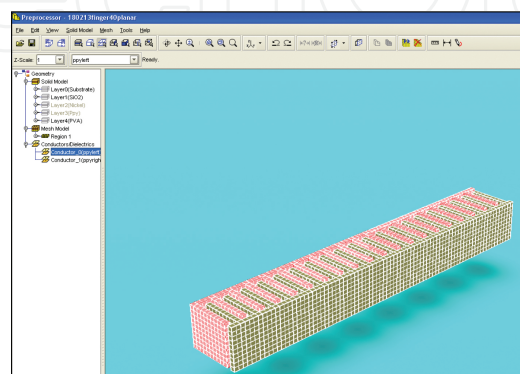 Preprocessor - 180213finger40planar
File Edit View Solid Model Mesh Tools Help
Z-Scale: 1 ppyleft Ready.
Geometry
Solid Model
Layer0(Substrate)
Layer1(SiO2)
Layer2(Nickel)
Layer3(Ppy)
Layer4(PVA)
Mesh Model
Region 1
Conductors/Dielectrics
Conductor_0(ppyleft
Conductor_1(ppyrigh